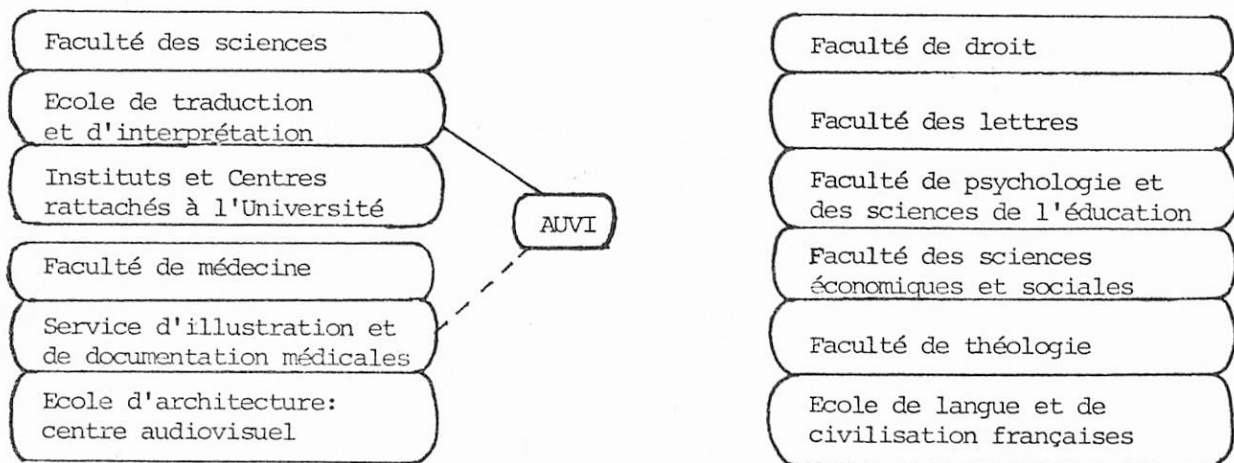 Faculté des sciences
Ecole de traduction
et d'interprétation
Instituts et Centres
rattachés à l'Université
Faculté de médecine
Service d'illustration et
de documentation médicales
Ecole d'architecture:
centre audiovisuel
AUVI
Faculté de droit
Faculté des lettres
Faculté de psychologie et
des sciences de l'éducation
Faculté des sciences
économiques et sociales
Faculté de théologie
Ecole de langue et de
civilisation françaises